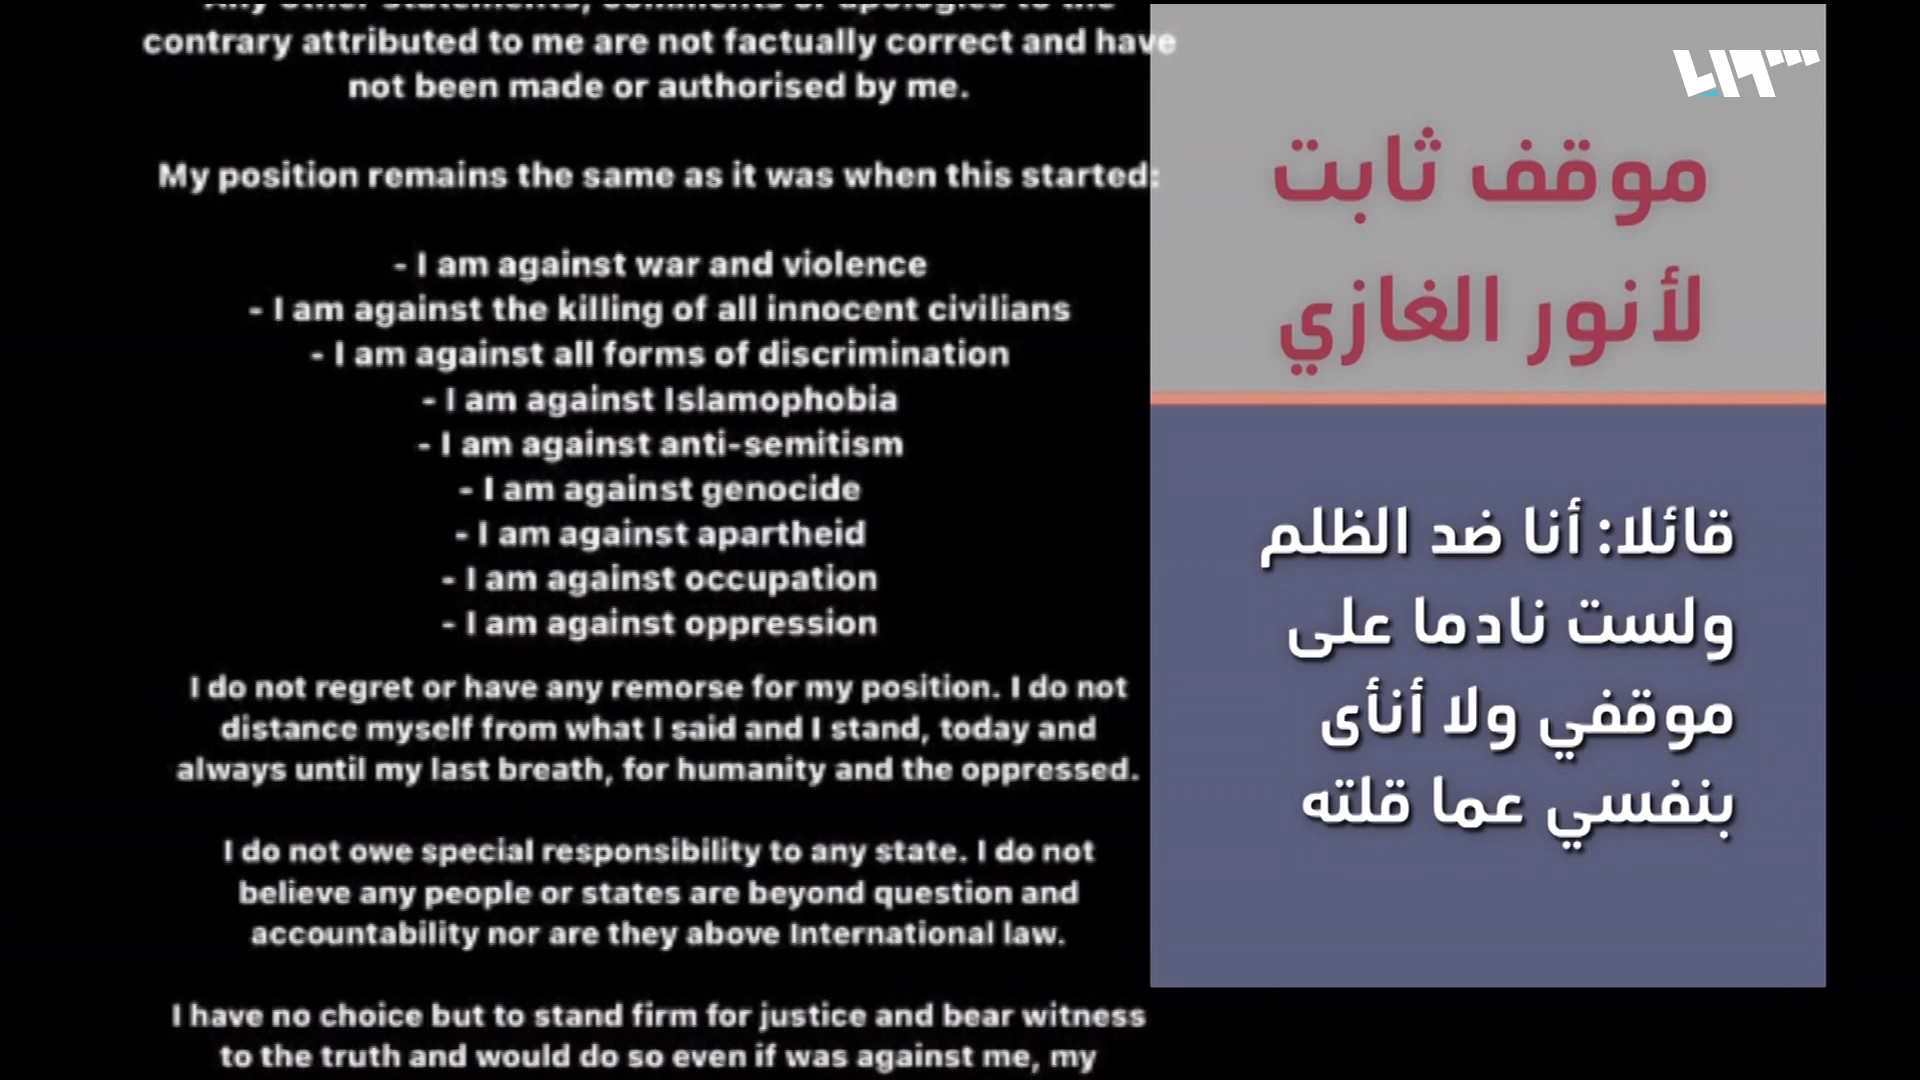 Any other statements, comments or apologies to the
contrary attributed to me are not factually correct and have
not been made or authorised by me.
My position remains the same as it was when this started:
- I am against war and violence
- I am against the killing of all innocent civilians
- I am against all forms of discrimination
- I am against Islamophobia
- I am against anti-semitism
- I am against genocide
- I am against apartheid
- I am against occupation
- I am against oppression
I do not regret or have any remorse for my position. I do not
distance myself from what I said and I stand, today and
always until my last breath, for humanity and the oppressed.
I do not owe special responsibility to any state. I do not
believe any people or states are beyond question and
accountability nor are they above International law.
I have no choice but to stand firm for justice and bear witness
to the truth and would do so even if was against me, my
موقف ثابت
لأنور الغازي
قائلا: أنا ضد الظلم
ولست نادما على
موقفي ولا أنأى
بنفسي عما قلته